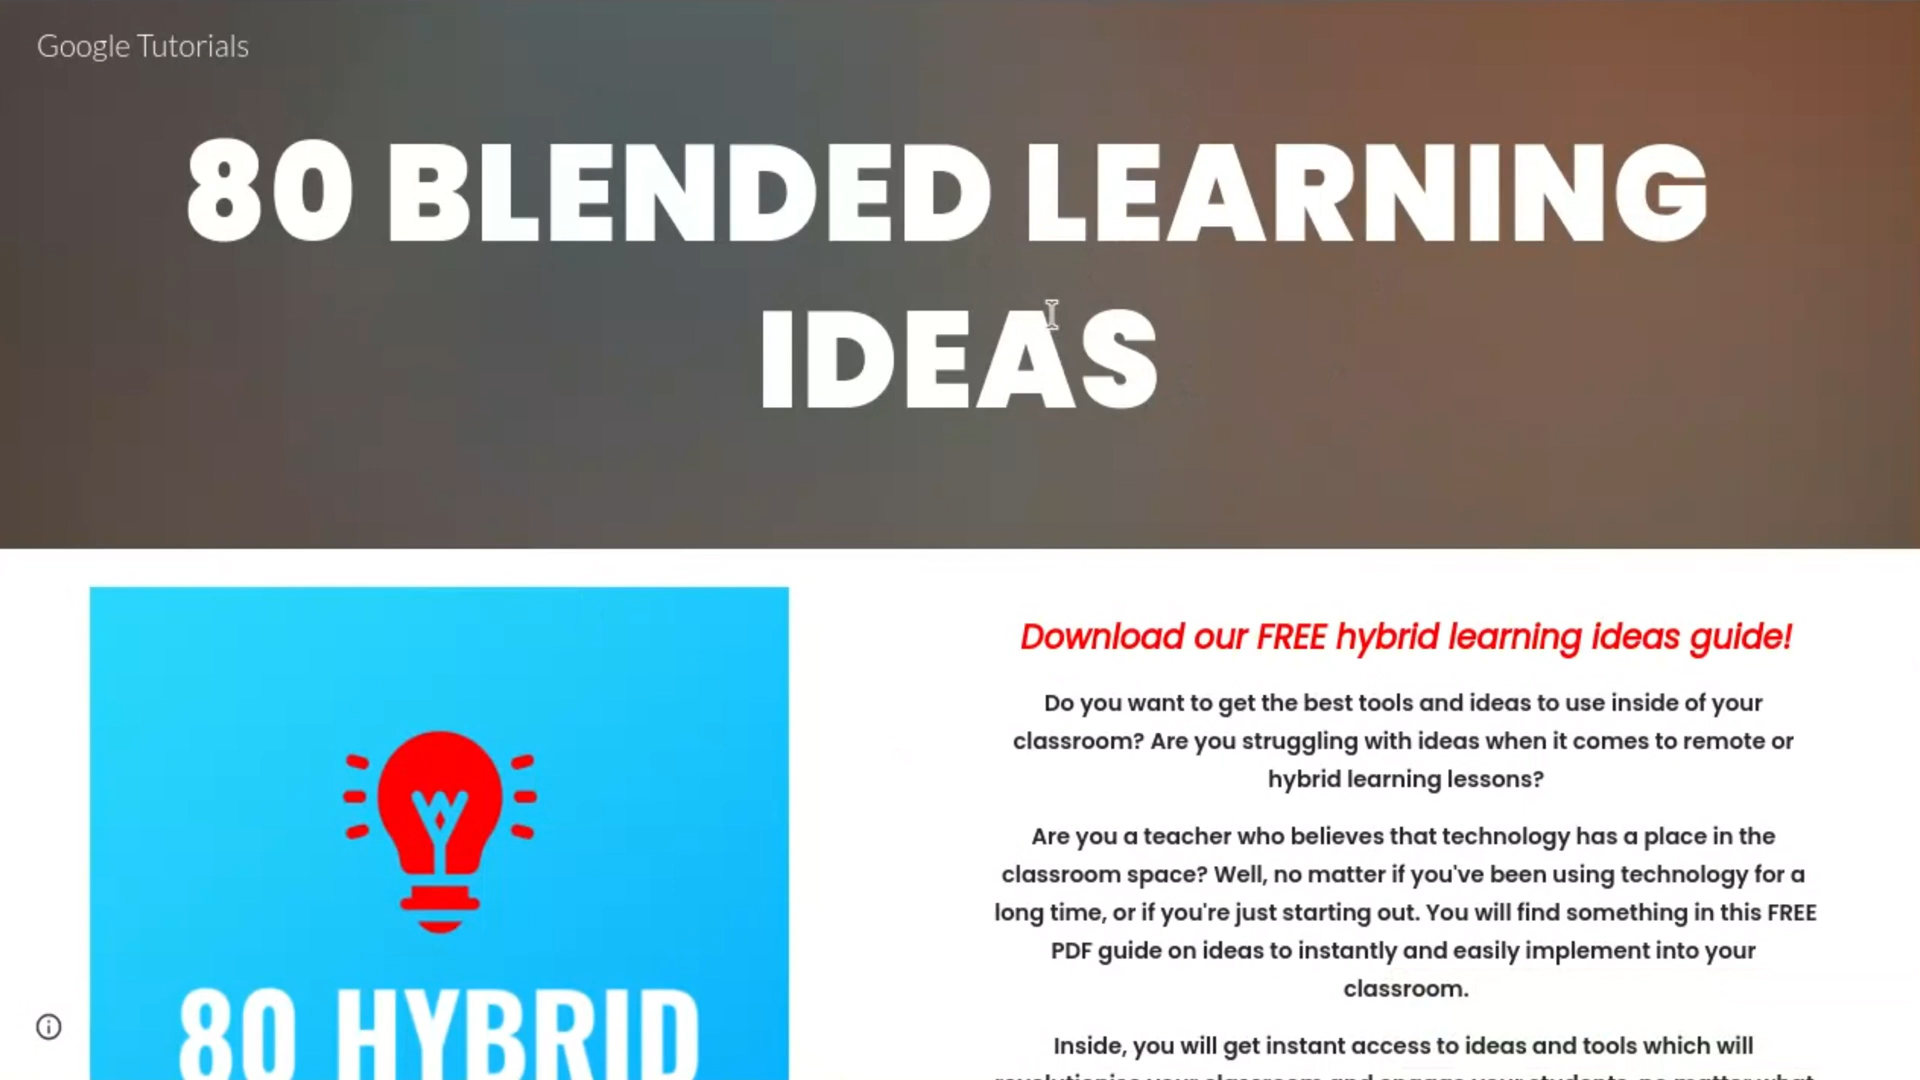 Google Tutorials
80 BLENDED LEARNING
IDEAS
80 HYBRID
Download our FREE hybrid learning ideas guide!
Do you want to get the best tools and ideas to use inside of your
classroom? Are you struggling with ideas when it comes to remote or
hybrid learning lessons?
Are you a teacher who believes that technology has a place in the
classroom space? Well, no matter if you've been using technology for a
long time, or if you're just starting out. You will find something in this FREE
PDF guide on ideas to instantly and easily implement into your
classroom.
Inside, you will get instant access to ideas and tools which will